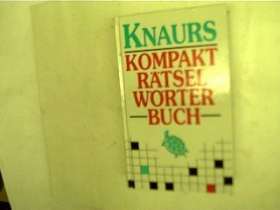 KNAURS
KOMPAKT
RÄTSEL
WÖRTER
BUCH